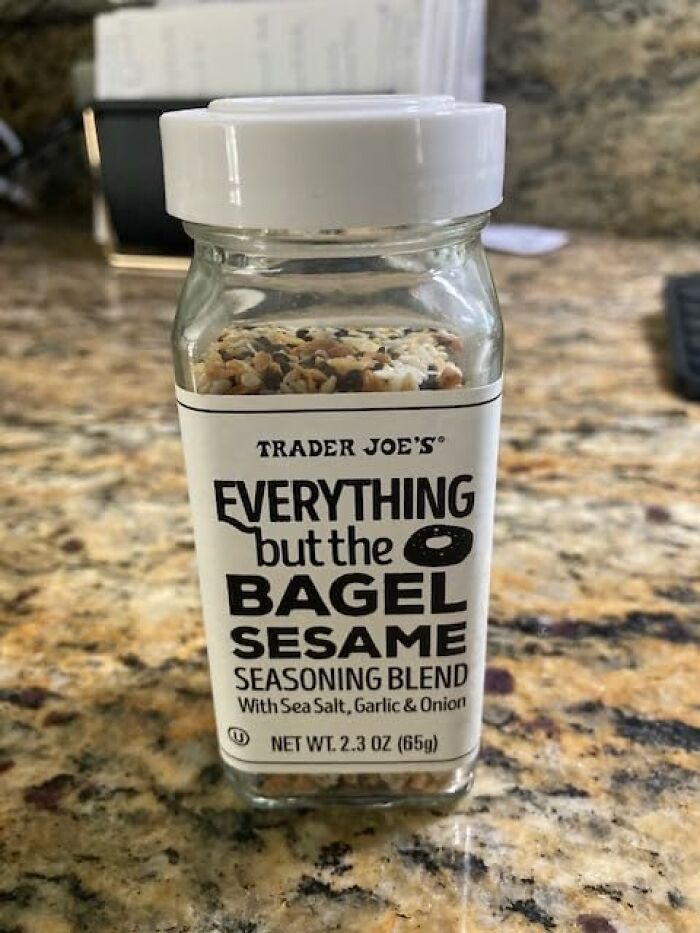 TRADER JOE'S®
EVERYTHING
but the
BAGEL
SESAME
SEASONING BLEND
With Sea Salt, Garlic & Onion
U
NET WT. 2.3 OZ (65g)